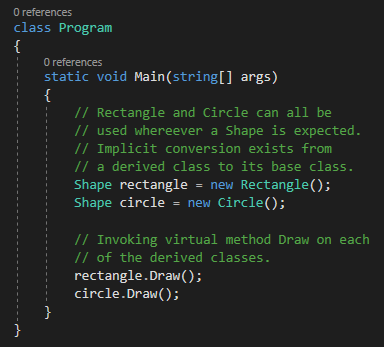 0 references
class Program
{
0 references
static void Main(string[] args)
{
// Rectangle and Circle can all be
// used whereever a Shape is expected.
// Implicit conversion exists from
// a derived class to its base class.
Shape rectangle = new Rectangle();
Shape circle = new Circle();
// Invoking virtual method Draw on each
// of the derived classes.
rectangle.Draw();
circle.Draw();
}
}